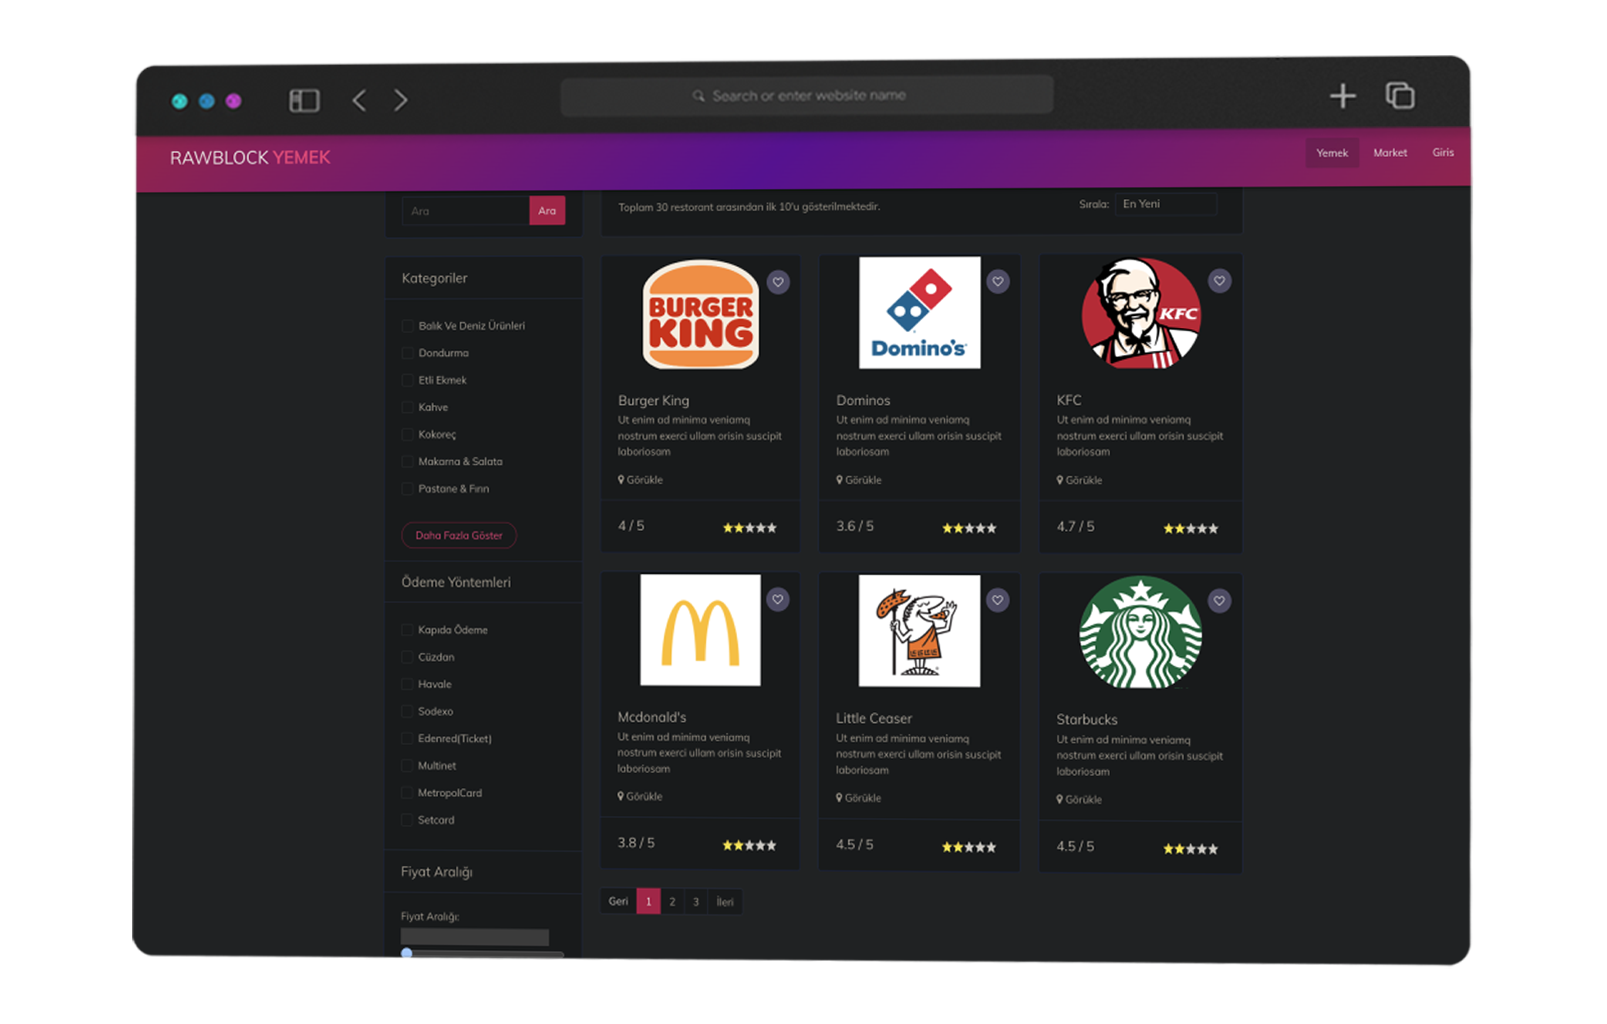 Search or enter website name
RAWBLOCK YEMEK
Yemek
Market
Giris
Ara
Ara
Toplam 30 restorant arasından ilk 10'u gösterilmektedir.
Sırala:
En Yeni
Kategoriler
Balık Ve Deniz Ürünleri
Dondurma
Etli Ekmek
Kahve
Kokoreç
Makarna & Salata
Pastane & Fırın
Daha Fazla Göster
Ödeme Yöntemleri
Kapıda Ödeme
Cüzdan
Havale
Sodexo
Edenred(Ticket)
Multinet
MetropolCard
Setcard
Fiyat Aralığı
Fiyat Aralığı:
BURGER
KING
Burger King
Ut enim ad minima veniamq
nostrum exerci ullam orisin suscipit
laboriosam
Görükle
4 / 5
Domino's
Dominos
Ut enim ad minima veniamq
nostrum exerci ullam orisin suscipit
laboriosam
Görükle
3.6 / 5
KFC
KFC
Ut enim ad minima veniamq
nostrum exerci ullam orisin suscipit
laboriosam
Görükle
4.7 / 5
Mcdonald's
Ut enim ad minima veniamq
nostrum exerci ullam orisin suscipit
laboriosam
Görükle
3.8 / 5
Little Ceaser
Ut enim ad minima veniamq
nostrum exerci ullam orisin suscipit
laboriosam
Görükle
4.5 / 5
Starbucks
Ut enim ad minima veniamq
nostrum exerci ullam orisin suscipit
laboriosam
Görükle
4.5 / 5
Geri
1
2
3
İleri